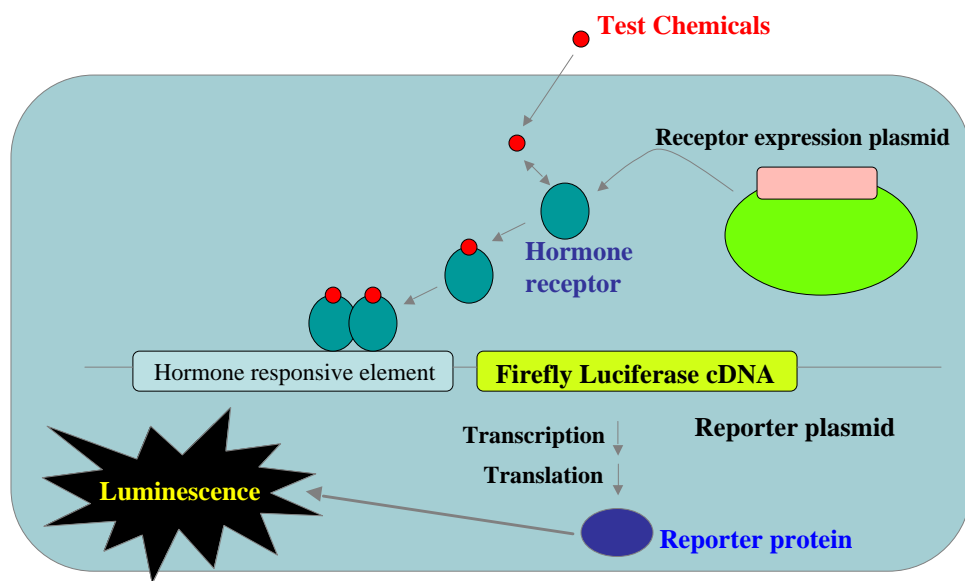 Test Chemicals
Receptor expression plasmid
Hormone
receptor
Hormone responsive element
Firefly Luciferase cDNA
Transcription
Reporter plasmid
Translation
Luminescence
Reporter protein